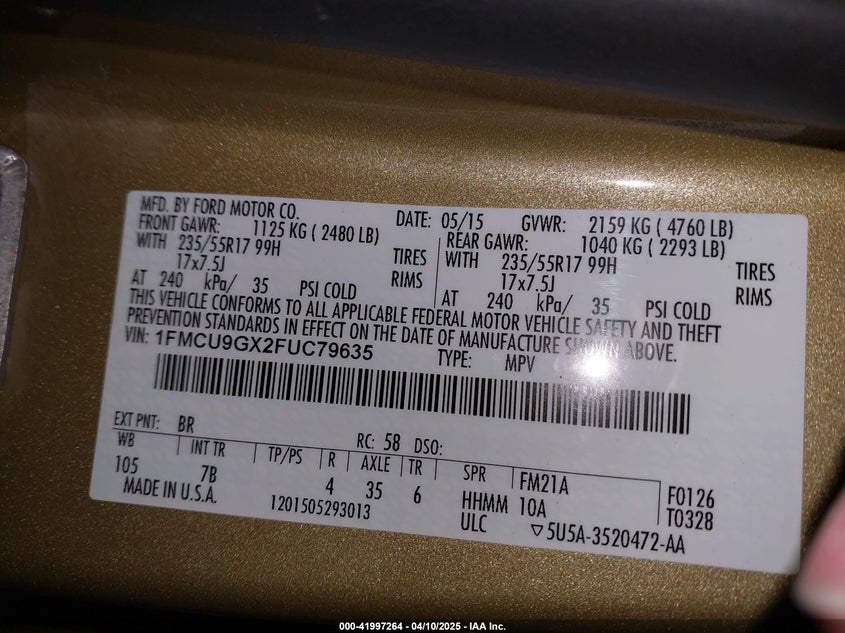 MFD. BY FORD MOTOR CO. DATE: 05/15 GVWR: 2159 KG ( 4760 LB)
FRONT GAWR: 1125 KG ( 2480 LB) REAR GAWR: 1040 KG ( 2293 LB)
WITH 235/55R17 99H TIRES WITH 235/55R17 99H TIRES
17x7.5J RIMS 17x7.5J RIMS
AT 240 kPa/ 35 PSI COLD AT 240 kPa/ 35 PSI COLD
THIS VEHICLE CONFORMS TO ALL APPLICABLE FEDERAL MOTOR VEHICLE SAFETY AND THEFT
PREVENTION STANDARDS IN EFFECT ON THE DATE OF MANUFACTURE SHOWN ABOVE.
VIN: 1FMCU9GX2FUC79635 TYPE: MPV
EXT PNT: BR RC: 58 DSO:
WB INT TR TP/PS R AXLE TR SPR FM21A F0126
105 7B 4 35 6 HHMM 10A T0328
MADE IN U.S.A. 1201505293013 ULC ▽5U5A-3520472-AA
000-41997264 - 04/10/2025 - IAA Inc.